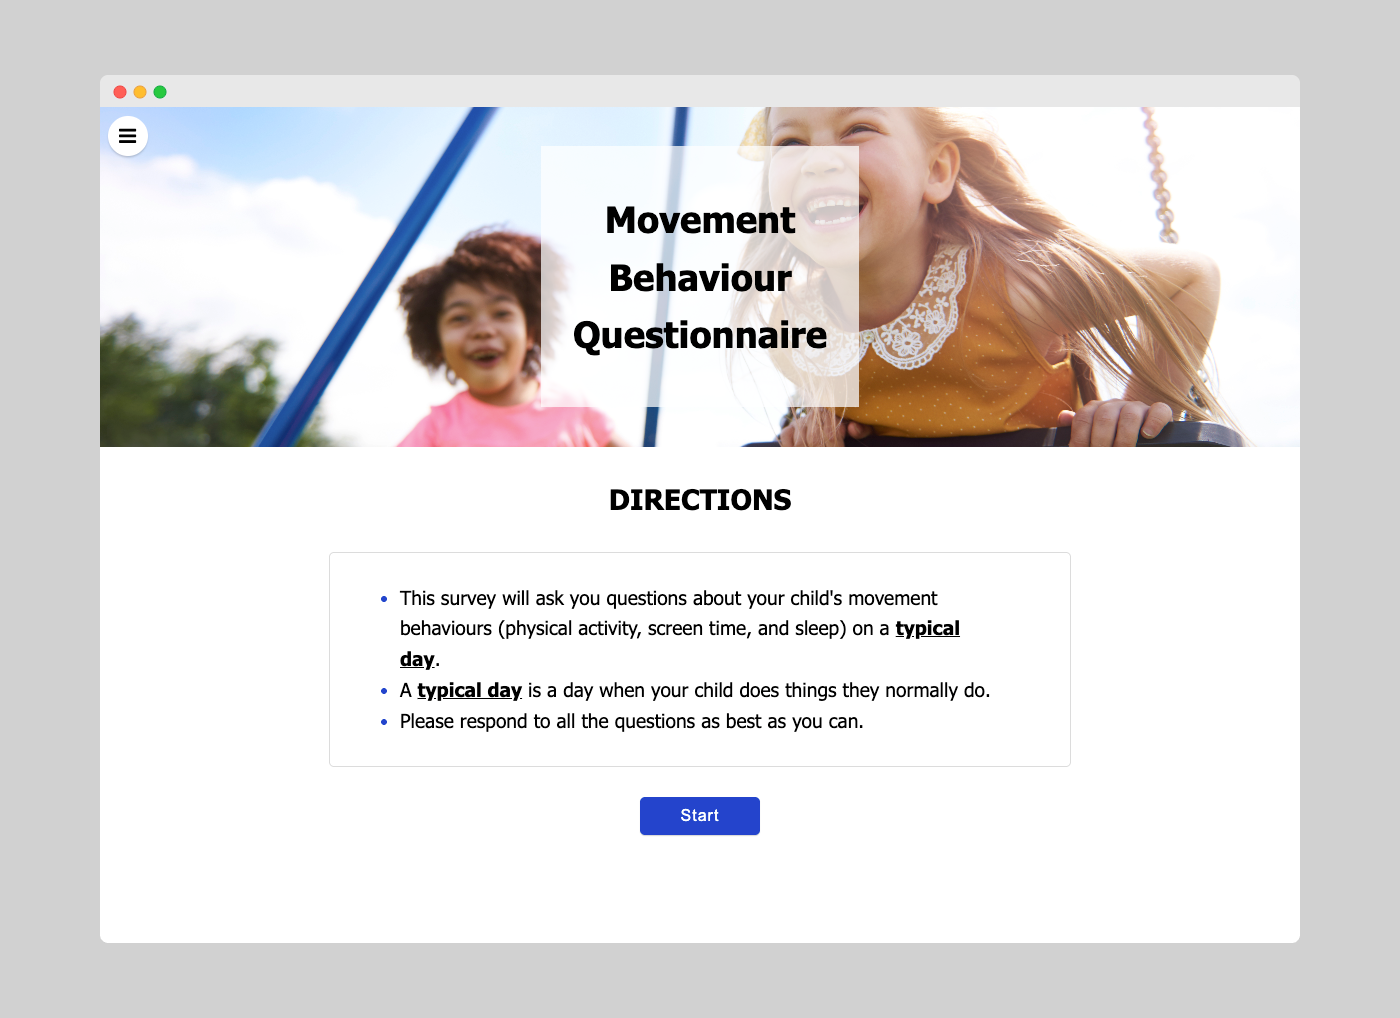 Movement
Behaviour
Questionnaire
DIRECTIONS
This survey will ask you questions about your child's movement
behaviours (physical activity, screen time, and sleep) on a typical
day.
A typical day is a day when your child does things they normally do.
Please respond to all the questions as best as you can.
Start